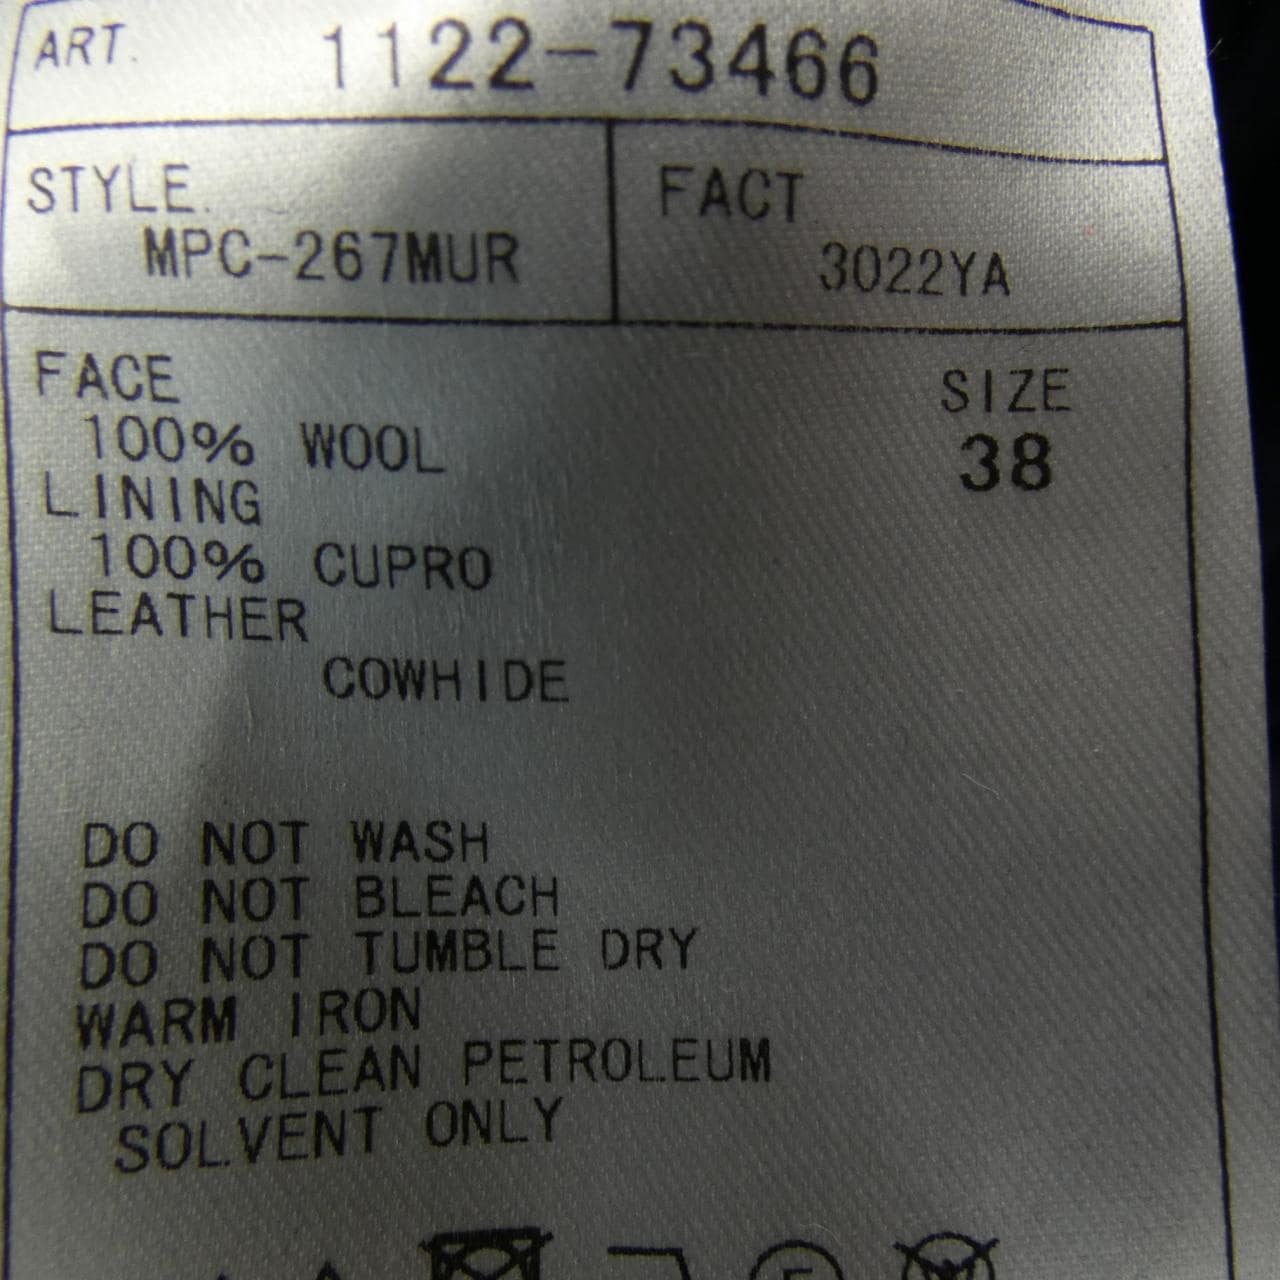 ART. 1122-73466
STYLE. FACT.
MPC-267MUR 3022YA
FACE SIZE
100% WOOL 38
LINING
100% CUPRO
LEATHER
COWHIDE
DO NOT WASH
DO NOT BLEACH
DO NOT TUMBLE DRY
WARM IRON
DRY CLEAN PETROLEUM
SOLVENT ONLY